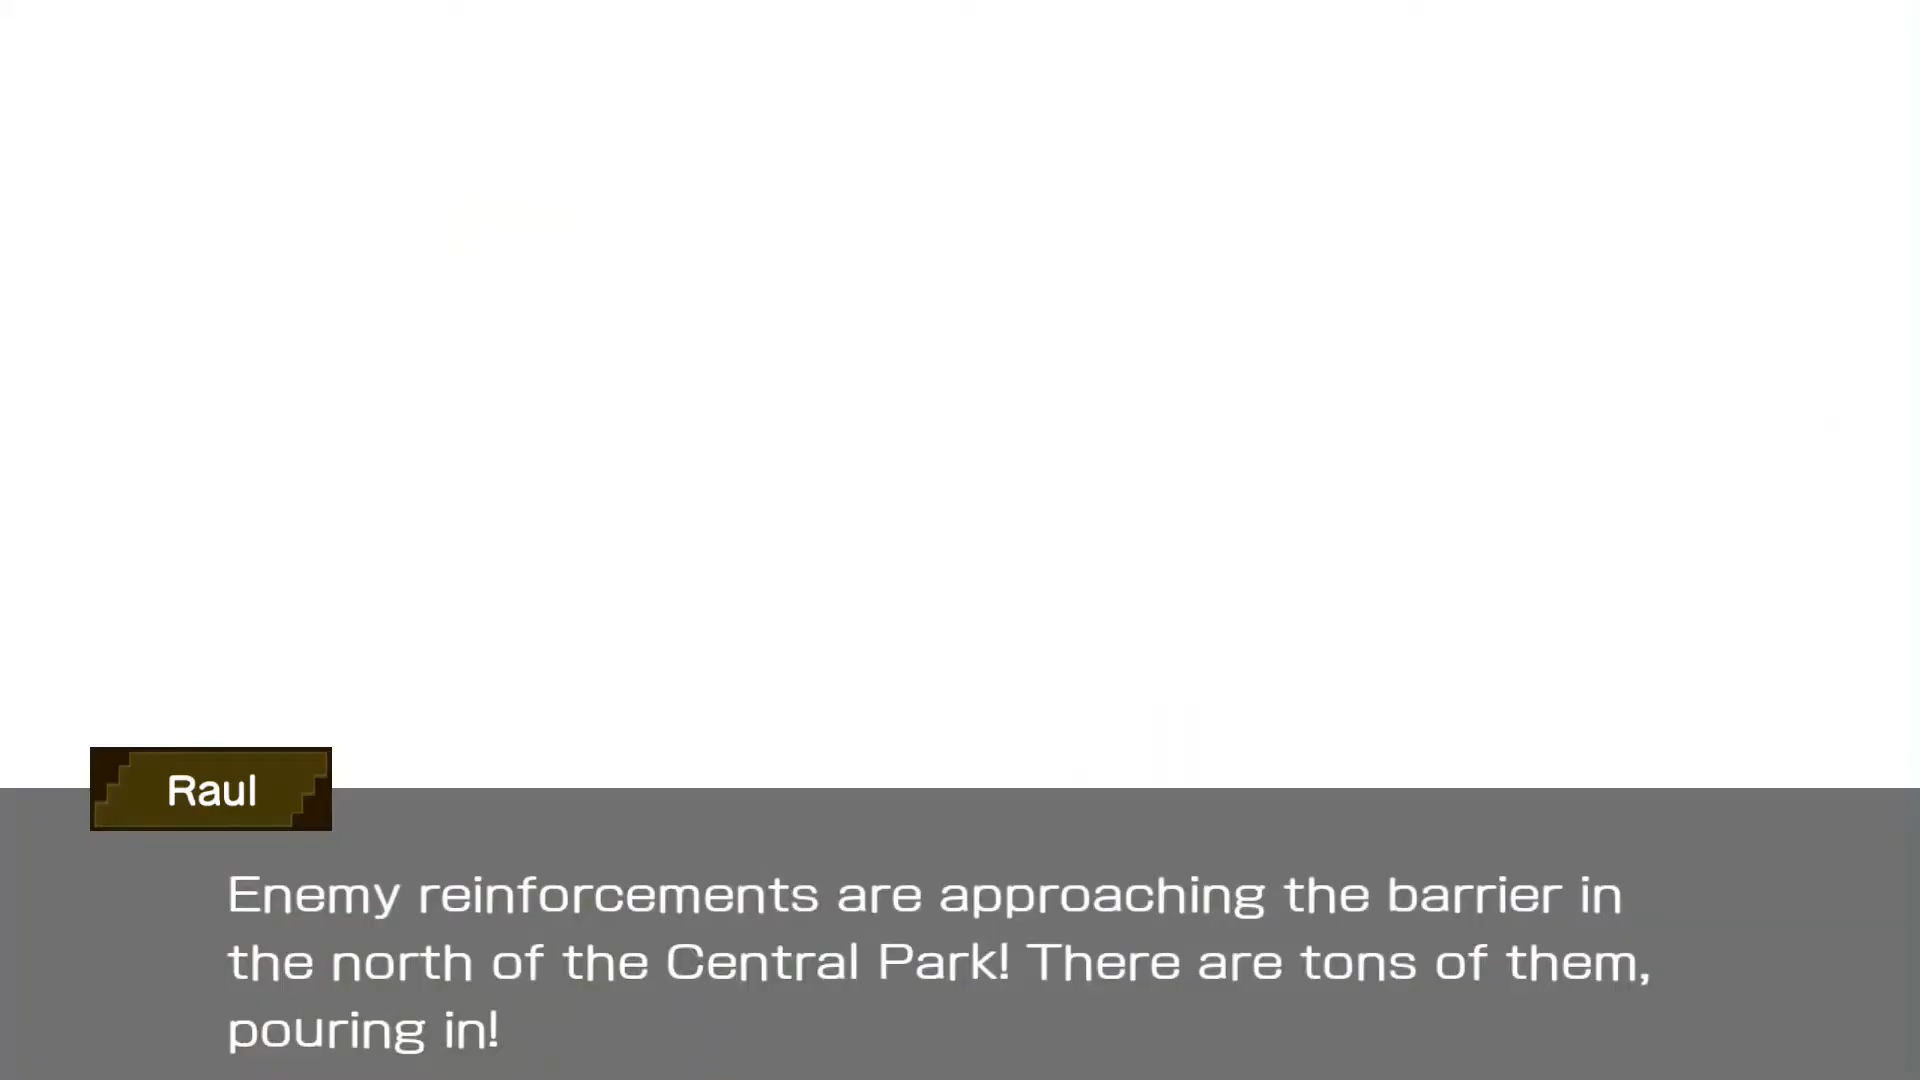 Raul
Enemy reinforcements are approaching the barrier in
the north of the Central Park! There are tons of them,
pouring in!